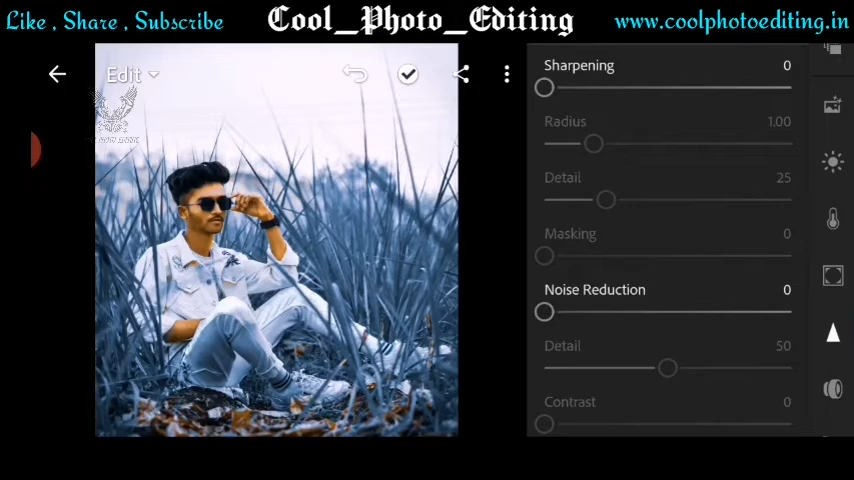 Like , Share , Subscribe
Cool_Photo_Editing
www.coolphotoediting.in
Edit
Sharpening 0
Radius 1.00
Detail 25
Masking 0
Noise Reduction 0
Detail 50
Contrast 0